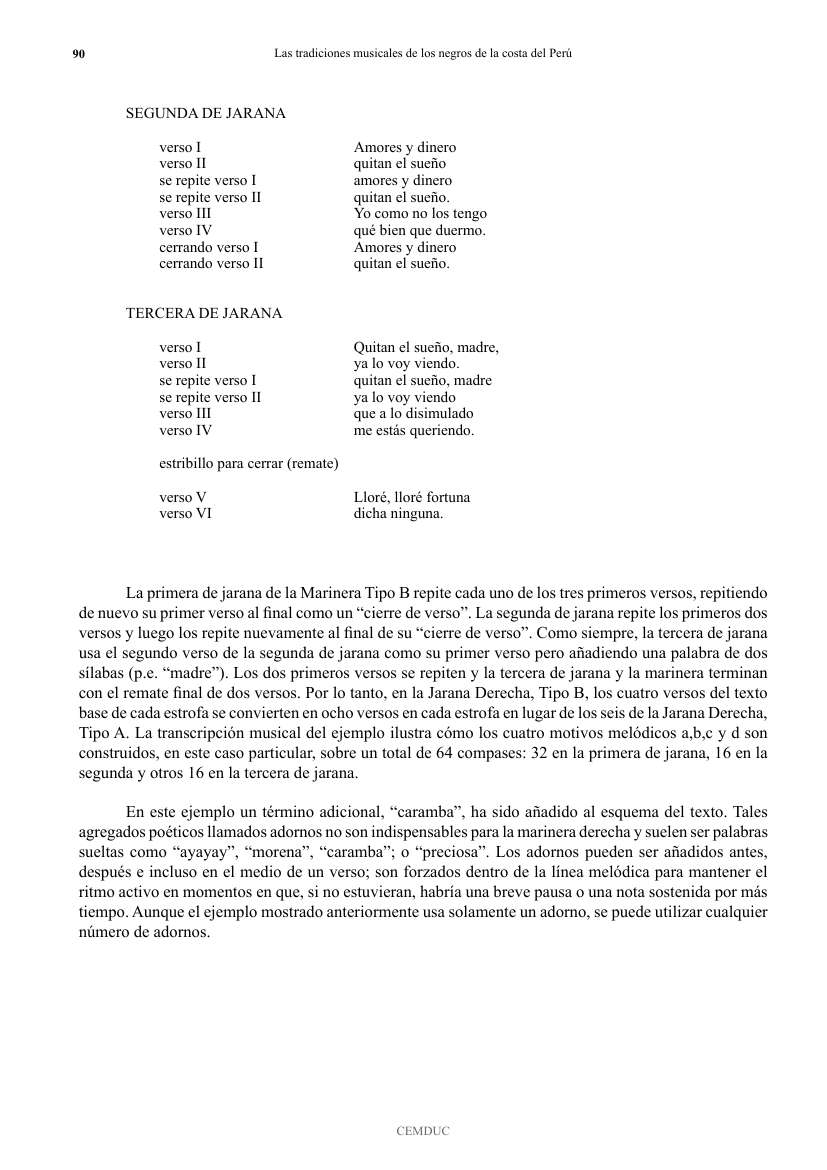 90
Las tradiciones musicales de los negros de la costa del Perú
SEGUNDA DE JARANA
verso I Amores y dinero
verso II quitan el sueño
se repite verso I amores y dinero
se repite verso II quitan el sueño.
verso III Yo como no los tengo
verso IV qué bien que duermo.
cerrando verso I Amores y dinero
cerrando verso II quitan el sueño.
TERCERA DE JARANA
verso I Quitan el sueño, madre,
verso II ya lo voy viendo.
se repite verso I quitan el sueño, madre
se repite verso II ya lo voy viendo
verso III que a lo disimulado
verso IV me estás queriendo.
estribillo para cerrar (remate)
verso V Lloré, lloré fortuna
verso VI dicha ninguna.
La primera de jarana de la Marinera Tipo B repite cada uno de los tres primeros versos, repitiendo
de nuevo su primer verso al final como un “cierre de verso”. La segunda de jarana repite los primeros dos
versos y luego los repite nuevamente al final de su “cierre de verso”. Como siempre, la tercera de jarana
usa el segundo verso de la segunda de jarana como su primer verso pero añadiendo una palabra de dos
sílabas (p.e. “madre”). Los dos primeros versos se repiten y la tercera de jarana y la marinera terminan
con el remate final de dos versos. Por lo tanto, en la Jarana Derecha, Tipo B, los cuatro versos del texto
base de cada estrofa se convierten en ocho versos en cada estrofa en lugar de los seis de la Jarana Derecha,
Tipo A. La transcripción musical del ejemplo ilustra cómo los cuatro motivos melódicos a,b,c y d son
construidos, en este caso particular, sobre un total de 64 compases: 32 en la primera de jarana, 16 en la
segunda y otros 16 en la tercera de jarana.
En este ejemplo un término adicional, “caramba”, ha sido añadido al esquema del texto. Tales
agregados poéticos llamados adornos no son indispensables para la marinera derecha y suelen ser palabras
sueltas como “ayayay”, “morena”, “caramba”; o “preciosa”. Los adornos pueden ser añadidos antes,
después e incluso en el medio de un verso; son forzados dentro de la línea melódica para mantener el
ritmo activo en momentos en que, si no estuvieran, habría una breve pausa o una nota sostenida por más
tiempo. Aunque el ejemplo mostrado anteriormente usa solamente un adorno, se puede utilizar cualquier
número de adornos.
CEMDUC